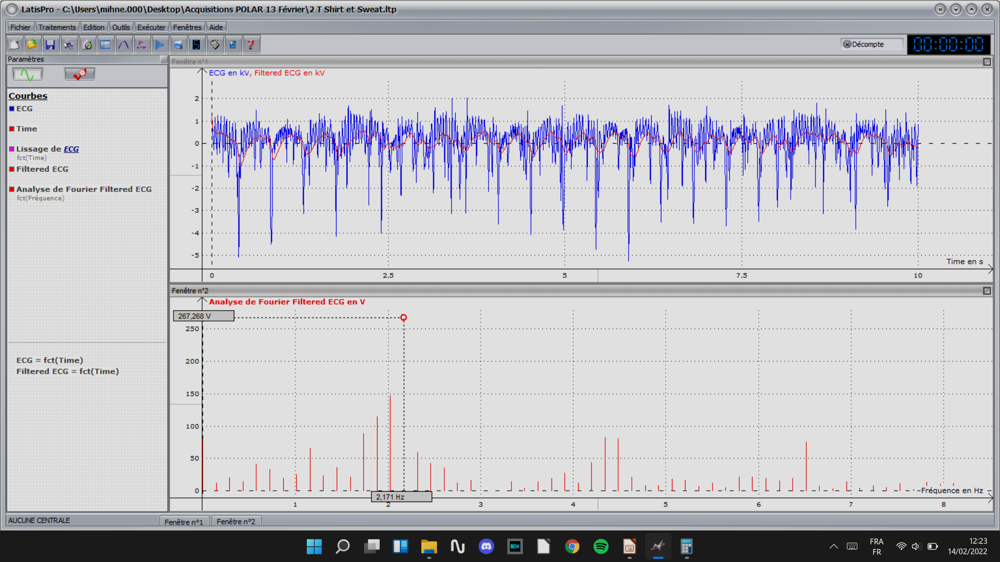 LatisPro - C:\Users\mihne.000\Desktop\Acquisitions POLAR 13 Février\2 T Shirt et Sweat.ltp
Fichier Traitements Edition Outils Exécuter Fenêtres Aide
Décompte 00:00:00
Paramètres
Courbes
ECG
Time
Lissage de ECG
fct(Time)
Filtered ECG
Analyse de Fourier Filtered ECG
fct(Fréquence)
ECG = fct(Time)
Filtered ECG = fct(Time)
Fenêtre n°1
ECG en kV, Filtered ECG en kV
2
1
0
-1
-2
-3
-4
-5
Time en s
0 2,5 5 7,5 10
Fenêtre n°2
Analyse de Fourier Filtered ECG en V
267,268 V
250
200
150
100
50
0
Fréquence en Hz
2,171 Hz
1 2 3 4 5 6 7 8
AUCUNE CENTRALE Fenêtre n°1 Fenêtre n°2
FRA
FR
12:23
14/02/2022